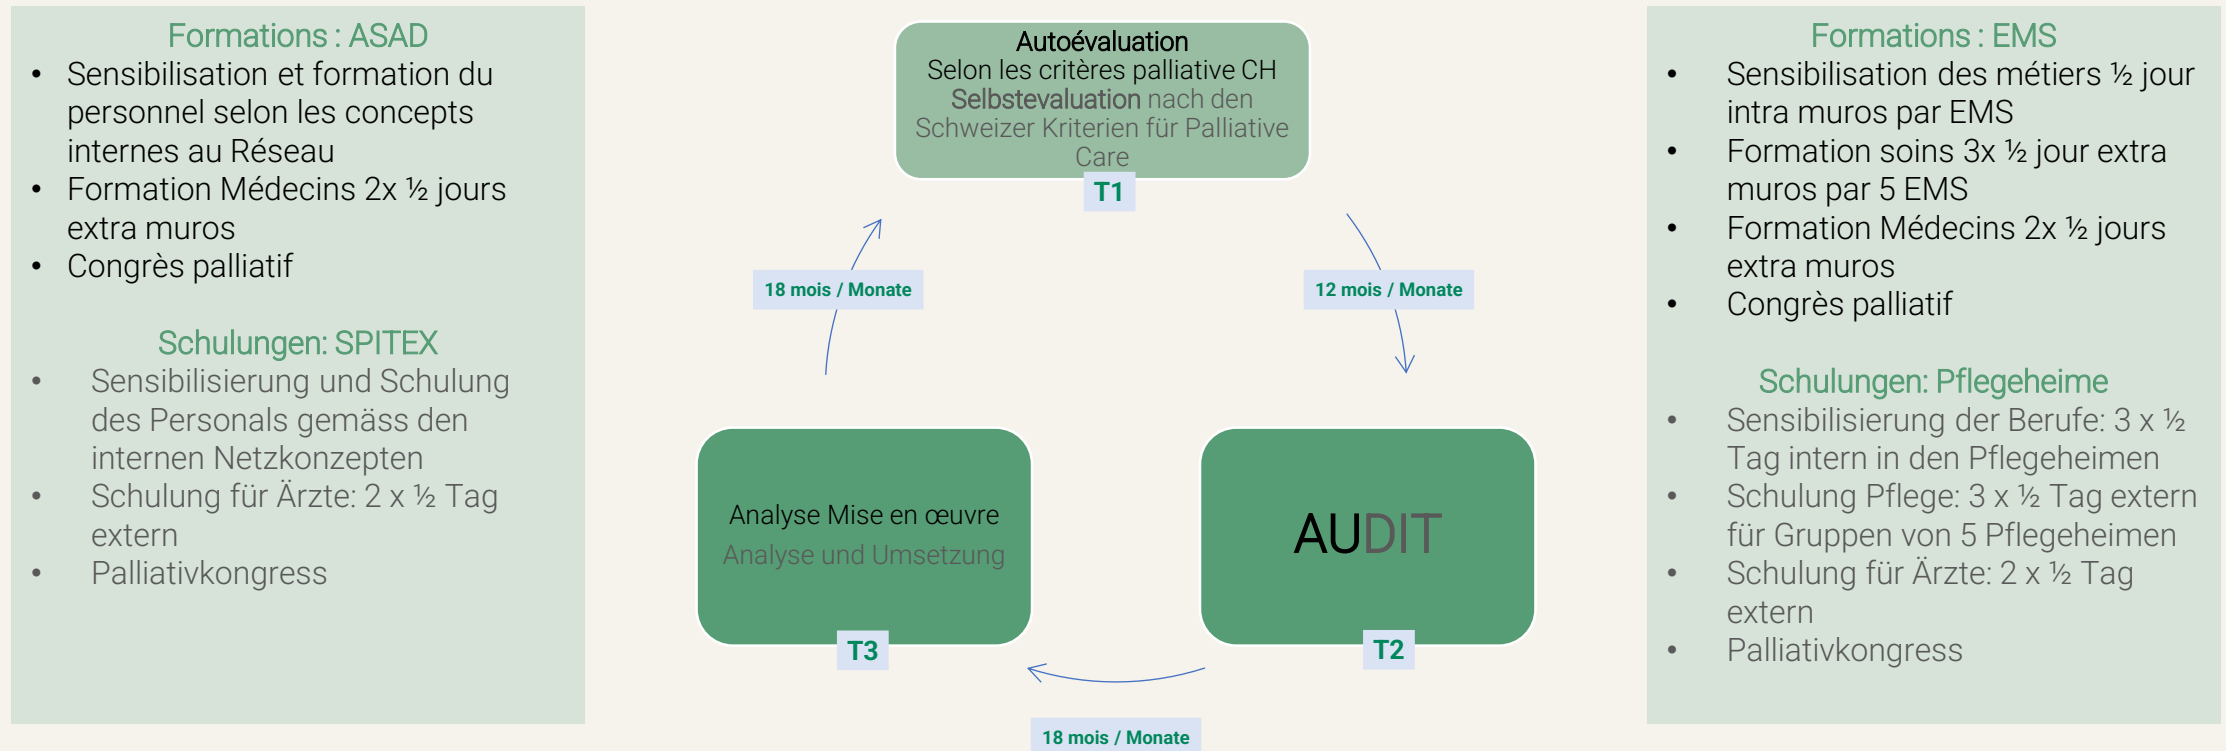 Formations : ASAD
• Sensibilisation et formation du
personnel selon les concepts
internes au Réseau
• Formation Médecins 2x ½ jours
extra muros
• Congrès palliatif
Schulungen: SPITEX
• Sensibilisierung und Schulung
des Personals gemäss den
internen Netzkonzepten
• Schulung für Ärzte: 2 x ½ Tag
extern
• Palliativkongress
Autoévaluation
Selon les critères palliative CH
Selbstevaluation nach den
Schweizer Kriterien für Palliative
Care
T1
18 mois / Monate
12 mois / Monate
Analyse Mise en œuvre
Analyse und Umsetzung
T3
AUDIT
T2
18 mois / Monate
Formations : EMS
• Sensibilisation des métiers ½ jour
intra muros par EMS
• Formation soins 3x ½ jour extra
muros par 5 EMS
• Formation Médecins 2x ½ jours
extra muros
• Congrès palliatif
Schulungen: Pflegeheime
• Sensibilisierung der Berufe: 3 x ½
Tag intern in den Pflegeheimen
• Schulung Pflege: 3 x ½ Tag extern
für Gruppen von 5 Pflegeheimen
• Schulung für Ärzte: 2 x ½ Tag
extern
• Palliativkongress